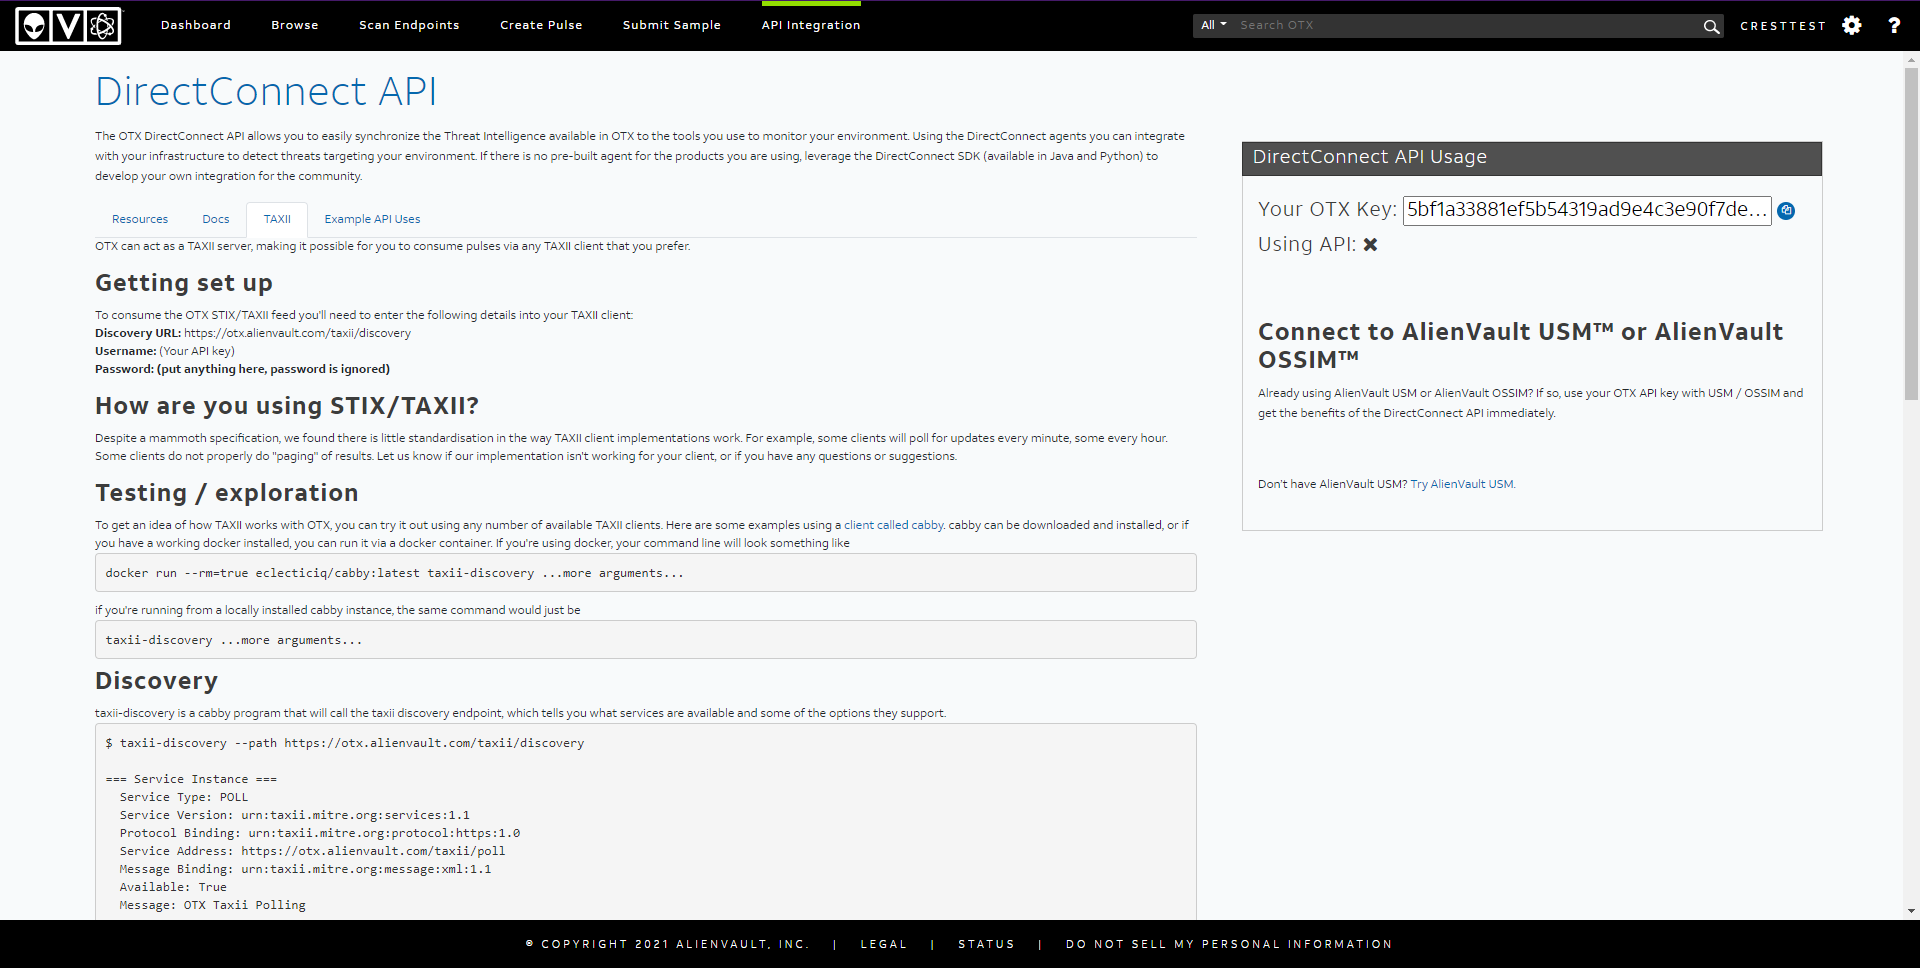 Dashboard
Browse
Scan Endpoints
Create Pulse
Submit Sample
API Integration
All
Search OTX
CRESTTEST
?
DirectConnect API
The OTX DirectConnect API allows you to easily synchronize the Threat Intelligence available in OTX to the tools you use to monitor your environment. Using the DirectConnect agents you can integrate
with your infrastructure to detect threats targeting your environment. If there is no pre-built agent for the products you are using, leverage the DirectConnect SDK (available in Java and Python) to
develop your own integration for the community.
Resources
Docs
TAXII
Example API Uses
OTX can act as a TAXII server, making it possible for you to consume pulses via any TAXII client that you prefer.
Getting set up
To consume the OTX STIX/TAXII feed you'll need to enter the following details into your TAXII client:
Discovery URL: https://otx.alienvault.com/taxii/discovery
Username: (Your API key)
Password: (put anything here, password is ignored)
How are you using STIX/TAXII?
Despite a mammoth specification, we found there is little standardisation in the way TAXII client implementations work. For example, some clients will poll for updates every minute, some every hour.
Some clients do not properly do "paging" of results. Let us know if our implementation isn't working for your client, or if you have any questions or suggestions.
Testing / exploration
To get an idea of how TAXII works with OTX, you can try it out using any number of available TAXII clients. Here are some examples using a client called cabby. cabby can be downloaded and installed, or if
you have a working docker installed, you can run it via a docker container. If you're using docker, your command line will look something like
docker run --rm=true eclecticiq/cabby:latest taxii-discovery ...more arguments...
if you're running from a locally installed cabby instance, the same command would just be
taxii-discovery ...more arguments...
Discovery
taxii-discovery is a cabby program that will call the taxii discovery endpoint, which tells you what services are available and some of the options they support.
$ taxii-discovery --path https://otx.alienvault.com/taxii/discovery
=== Service Instance ===
Service Type: POLL
Service Version: urn:taxii.mitre.org:services:1.1
Protocol Binding: urn:taxii.mitre.org:protocol:https:1.0
Service Address: https://otx.alienvault.com/taxii/poll
Message Binding: urn:taxii.mitre.org:message:xml:1.1
Available: True
Message: OTX Taxii Polling
DirectConnect API Usage
Your OTX Key: 5bf1a33881ef5b54319ad9e4c3e90f7de...
Using API: ✖
Connect to AlienVault USM™ or AlienVault
OSSIM™
Already using AlienVault USM or AlienVault OSSIM? If so, use your OTX API key with USM / OSSIM and
get the benefits of the DirectConnect API immediately.
Don't have AlienVault USM? Try AlienVault USM.
© COPYRIGHT 2021 ALIENVAULT, INC. | LEGAL | STATUS | DO NOT SELL MY PERSONAL INFORMATION